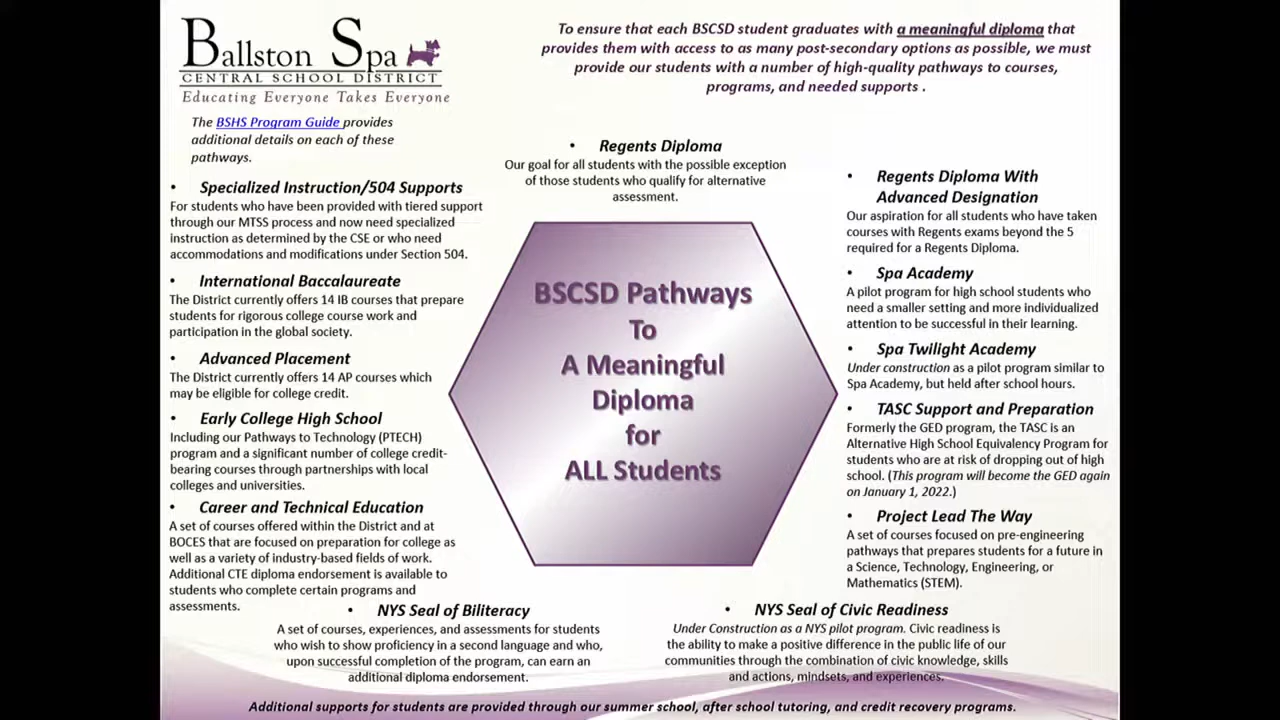 Ballston Spa
CENTRAL SCHOOL DISTRICT
Educating Everyone Takes Everyone
To ensure that each BSCSD student graduates with a meaningful diploma that
provides them with access to as many post-secondary options as possible, we must
provide our students with a number of high-quality pathways to courses,
programs, and needed supports .
The BSHS Program Guide provides
additional details on each of these
pathways.
• Regents Diploma
Our goal for all students with the possible exception
of those students who qualify for alternative
assessment.
• Specialized Instruction/504 Supports
For students who have been provided with tiered support
through our MTSS process and now need specialized
instruction as determined by the CSE or who need
accommodations and modifications under Section 504.
• International Baccalaureate
The District currently offers 14 IB courses that prepare
students for rigorous college course work and
participation in the global society.
• Advanced Placement
The District currently offers 14 AP courses which
may be eligible for college credit.
• Early College High School
Including our Pathways to Technology (PTECH)
program and a significant number of college credit-
bearing courses through partnerships with local
colleges and universities.
• Career and Technical Education
A set of courses offered within the District and at
BOCES that are focused on preparation for college as
well as a variety of industry-based fields of work.
Additional CTE diploma endorsement is available to
students who complete certain programs and
assessments.
BSCSD Pathways
To
A Meaningful
Diploma
for
ALL Students
• Regents Diploma With
Advanced Designation
Our aspiration for all students who have taken
courses with Regents exams beyond the 5
required for a Regents Diploma.
• Spa Academy
A pilot program for high school students who
need a smaller setting and more individualized
attention to be successful in their learning.
• Spa Twilight Academy
Under construction as a pilot program similar to
Spa Academy, but held after school hours.
• TASC Support and Preparation
Formerly the GED program, the TASC is an
Alternative High School Equivalency Program for
students who are at risk of dropping out of high
school. (This program will become the GED again
on January 1, 2022.)
• Project Lead The Way
A set of courses focused on pre-engineering
pathways that prepares students for a future in
a Science, Technology, Engineering, or
Mathematics (STEM).
• NYS Seal of Biliteracy
A set of courses, experiences, and assessments for students
who wish to show proficiency in a second language and who,
upon successful completion of the program, can earn an
additional diploma endorsement.
• NYS Seal of Civic Readiness
Under Construction as a NYS pilot program. Civic readiness is
the ability to make a positive difference in the public life of our
communities through the combination of civic knowledge, skills
and actions, mindsets, and experiences.
Additional supports for students are provided through our summer school, after school tutoring, and credit recovery programs.